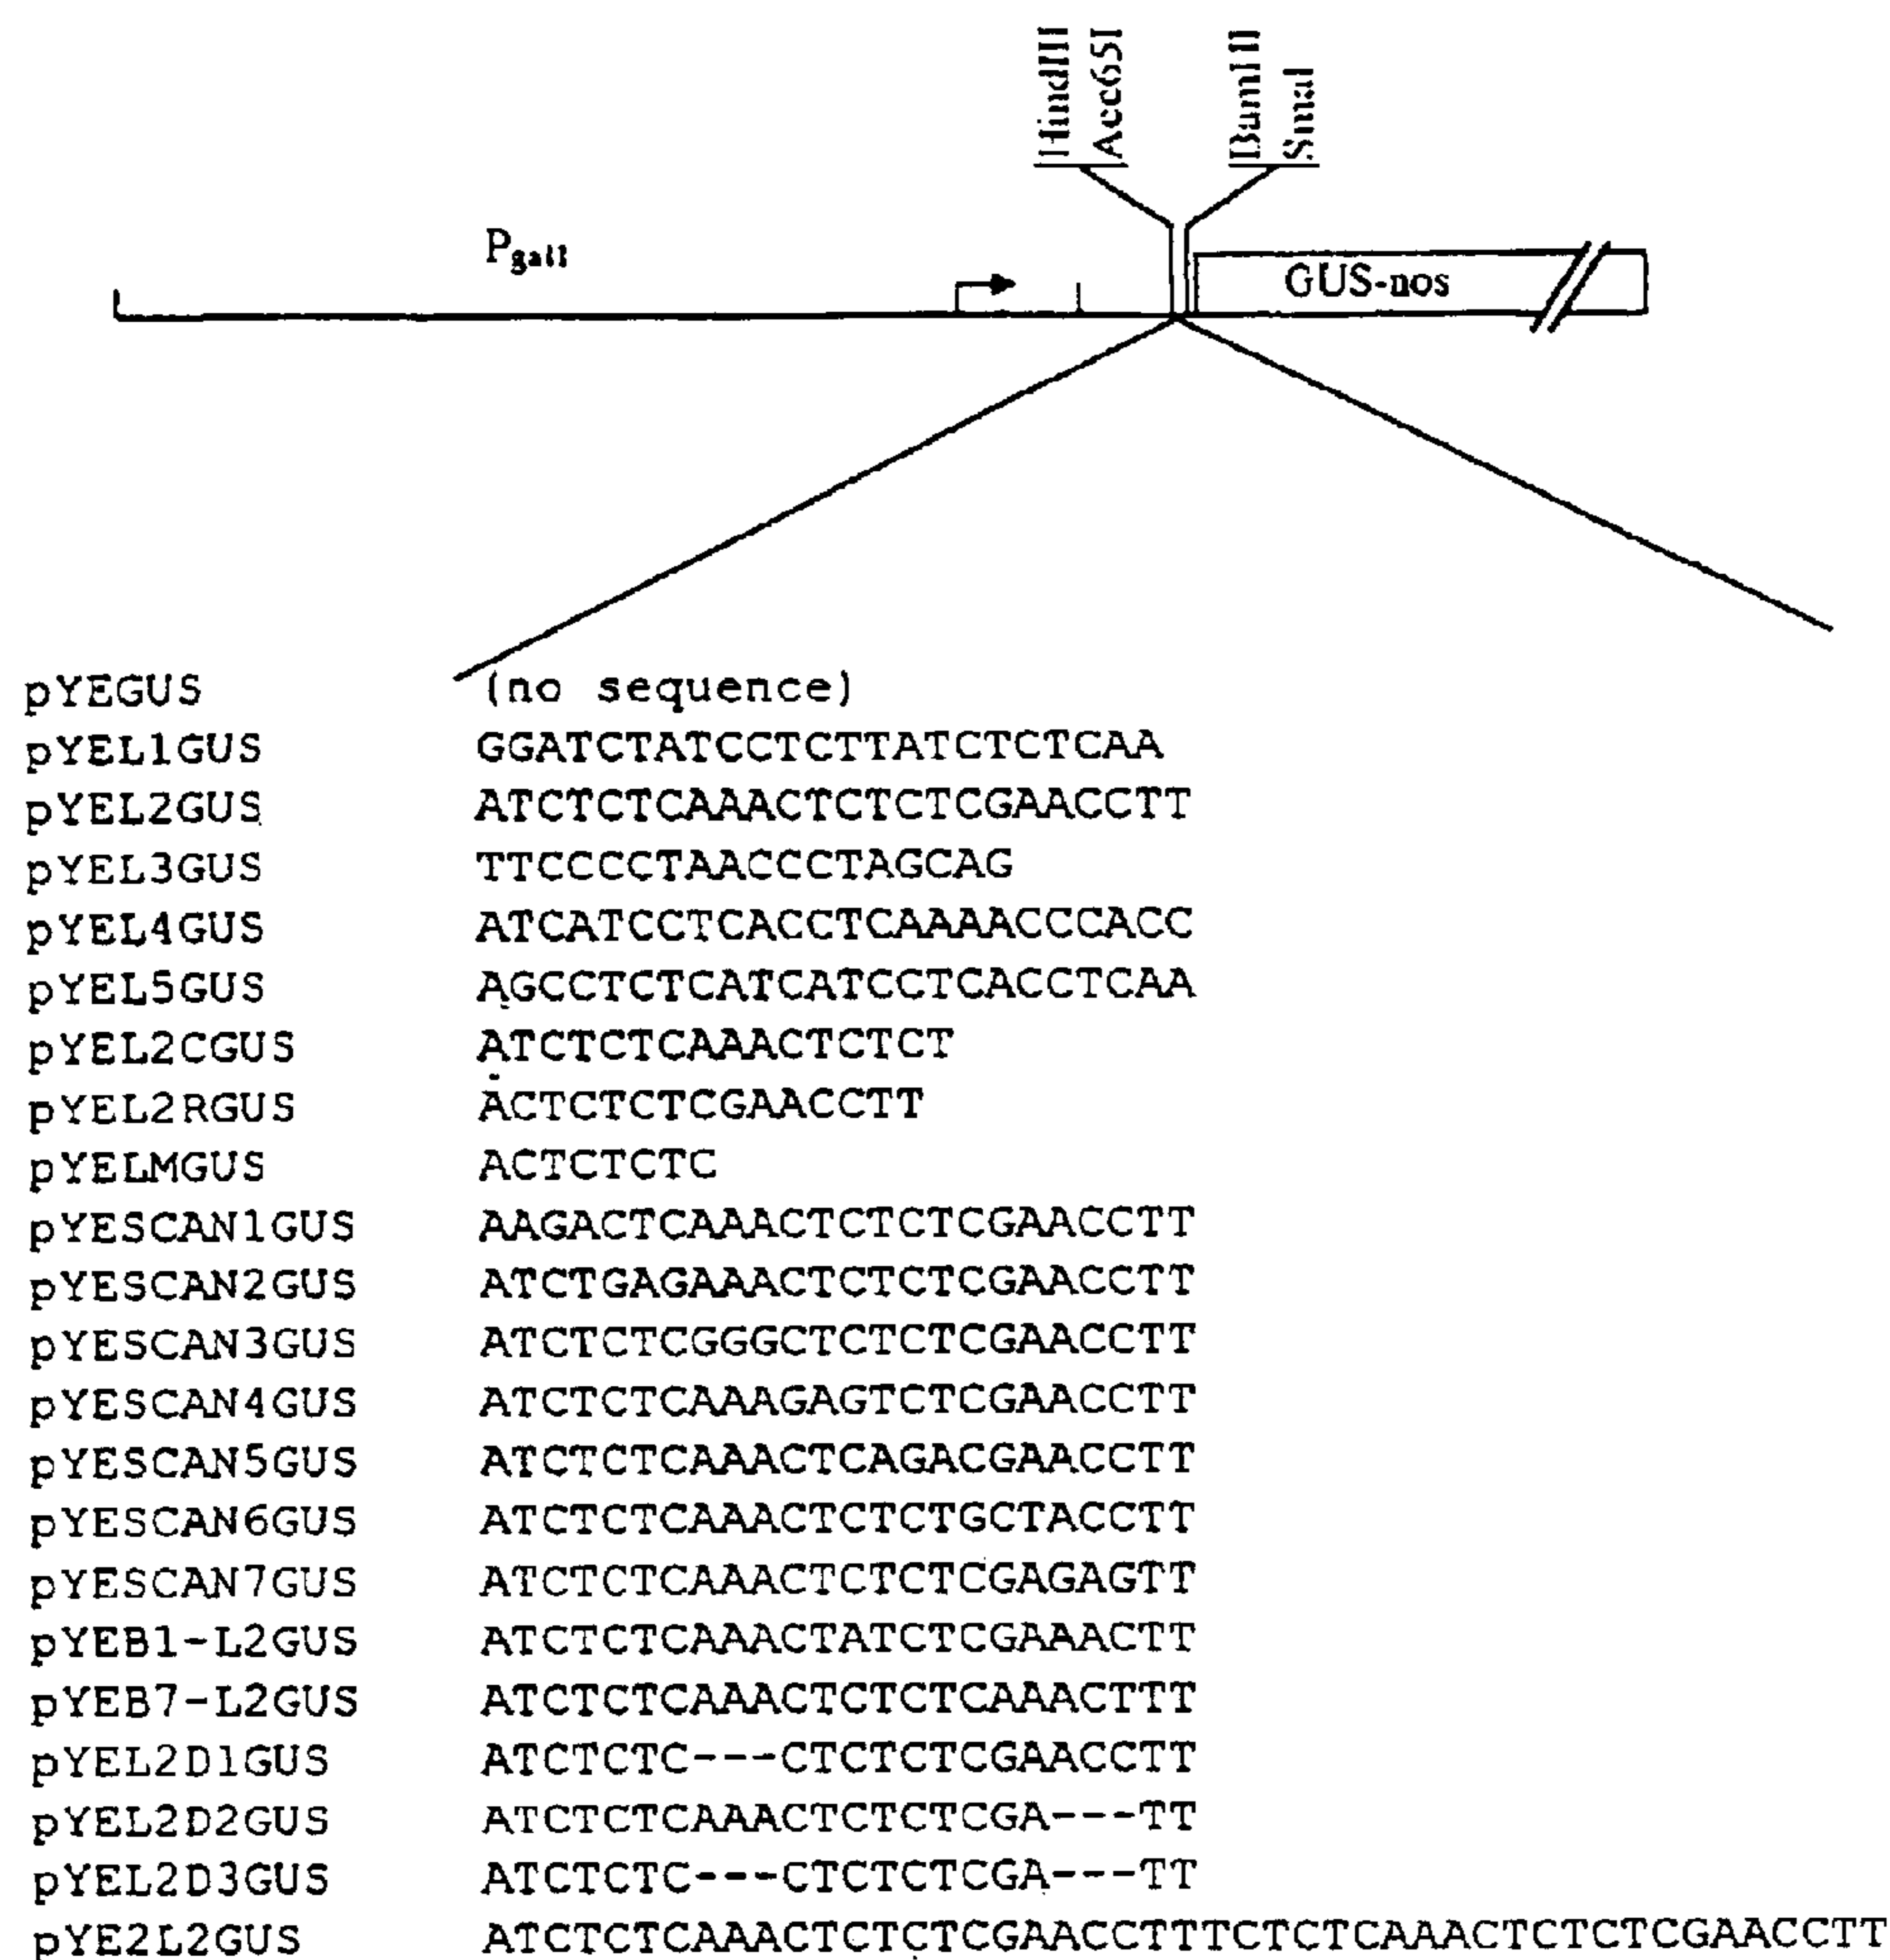 HindIII
Acc65I
BamHI
SmaI
Pgal1
GUS-nos
pYEGUS (no sequence)
pYEL1GUS GGATCTATCCTCTTATCTCTCAA
pYEL2GUS ATCTCTCAAACTCTCTCGAACCTT
pYEL3GUS TTCCCCTAACCCTAGCAG
pYEL4GUS ATCATCCTCACCTCAAAACCCACC
pYEL5GUS AGCCTCTCATCATCCTCACCTCAA
pYEL2CGUS ATCTCTCAAACTCTCT
pYEL2RGUS ACTCTCTCGAACCTT
pYELMGUS ACTCTCTC
pYESCAN1GUS AAGACTCAAACTCTCTCGAACCTT
pYESCAN2GUS ATCTGAGAAACTCTCTCGAACCTT
pYESCAN3GUS ATCTCTCGGGCTCTCTCGAACCTT
pYESCAN4GUS ATCTCTCAAAGAGTCTCGAACCTT
pYESCAN5GUS ATCTCTCAAACTCAGACGAACCTT
pYESCAN6GUS ATCTCTCAAACTCTCTGCTACCTT
pYESCAN7GUS ATCTCTCAAACTCTCTCGAGAGTT
pYEB1-L2GUS ATCTCTCAAACTATCTCGAAACTT
pYEB7-L2GUS ATCTCTCAAACTCTCTCAAACTTT
pYEL2D1GUS ATCTCTC---CTCTCTCGAACCTT
pYEL2D2GUS ATCTCTCAAACTCTCTCGA---TT
pYEL2D3GUS ATCTCTC---CTCTCTCGA---TT
pYE2L2GUS ATCTCTCAAACTCTCTCGAACCTTTCTCTCAAACTCTCTCGAACCTT